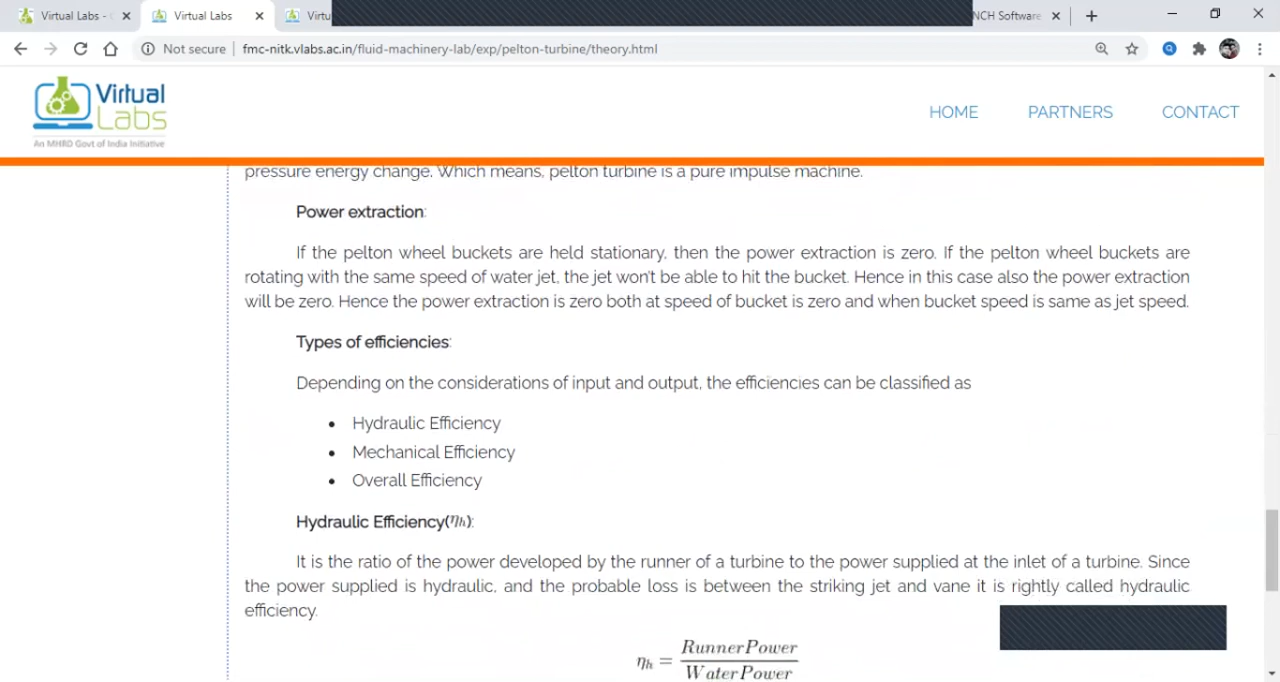 Virtual Labs -
Virtual Labs
Virtu
NCH Software
Not secure
fmc-nitk.vlabs.ac.in/fluid-machinery-lab/exp/pelton-turbine/theory.html
Virtual
Labs
An MHRD Govt of India Initiative
HOME
PARTNERS
CONTACT
pressure energy change. Which means, pelton turbine is a pure impulse machine.
Power extraction:
If the pelton wheel buckets are held stationary, then the power extraction is zero. If the pelton wheel buckets are
rotating with the same speed of water jet, the jet won't be able to hit the bucket. Hence in this case also the power extraction
will be zero. Hence the power extraction is zero both at speed of bucket is zero and when bucket speed is same as jet speed.
Types of efficiencies:
Depending on the considerations of input and output, the efficiencies can be classified as
• Hydraulic Efficiency
• Mechanical Efficiency
• Overall Efficiency
Hydraulic Efficiency(ηh):
It is the ratio of the power developed by the runner of a turbine to the power supplied at the inlet of a turbine. Since
the power supplied is hydraulic, and the probable loss is between the striking jet and vane it is rightly called hydraulic
efficiency.
ηh = RunnerPower
WaterPower